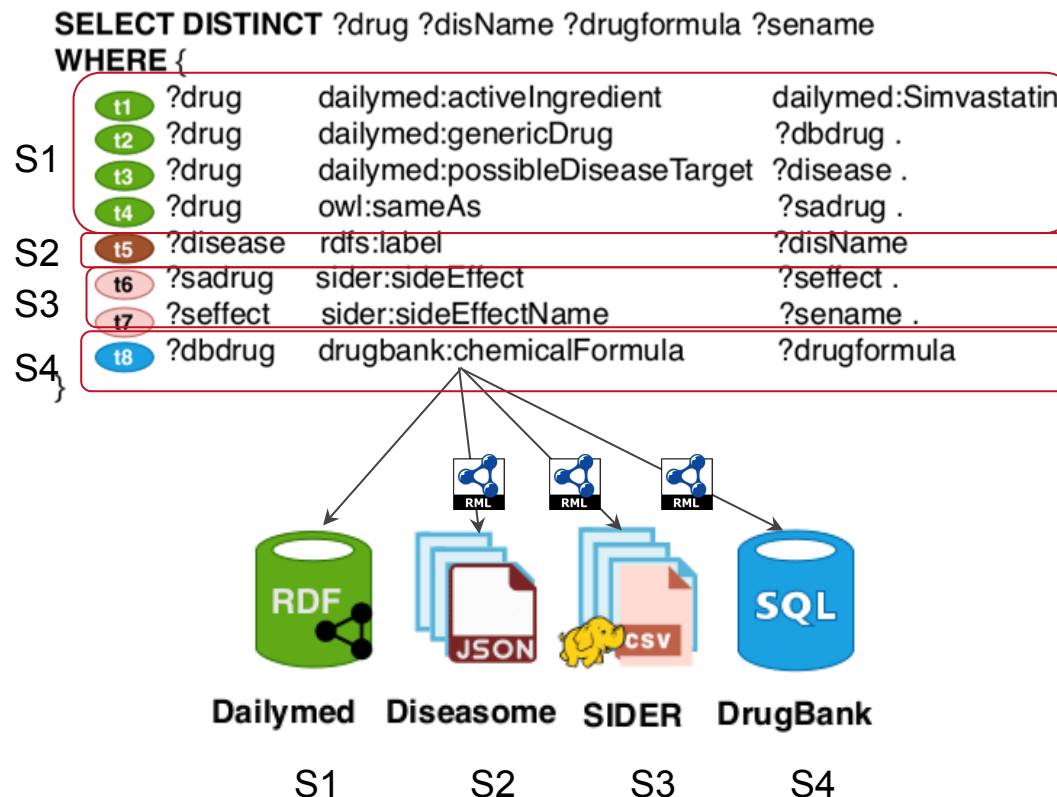 SELECT DISTINCT ?drug ?disName ?drugformula ?sename
WHERE {
S1
t1 ?drug dailymed:activeIngredient dailymed:Simvastatin
t2 ?drug dailymed:genericDrug ?dbdrug .
t3 ?drug dailymed:possibleDiseaseTarget ?disease .
t4 ?drug owl:sameAs ?sadrug .
S2
t5 ?disease rdfs:label ?disName
S3
t6 ?sadrug sider:sideEffect ?seffect .
t7 ?seffect sider:sideEffectName ?sename .
S4
t8 ?dbdrug drugbank:chemicalFormula ?drugformula
}
RML RML RML
RDF JSON CSV SQL
Dailymed Diseasome SIDER DrugBank
S1 S2 S3 S4